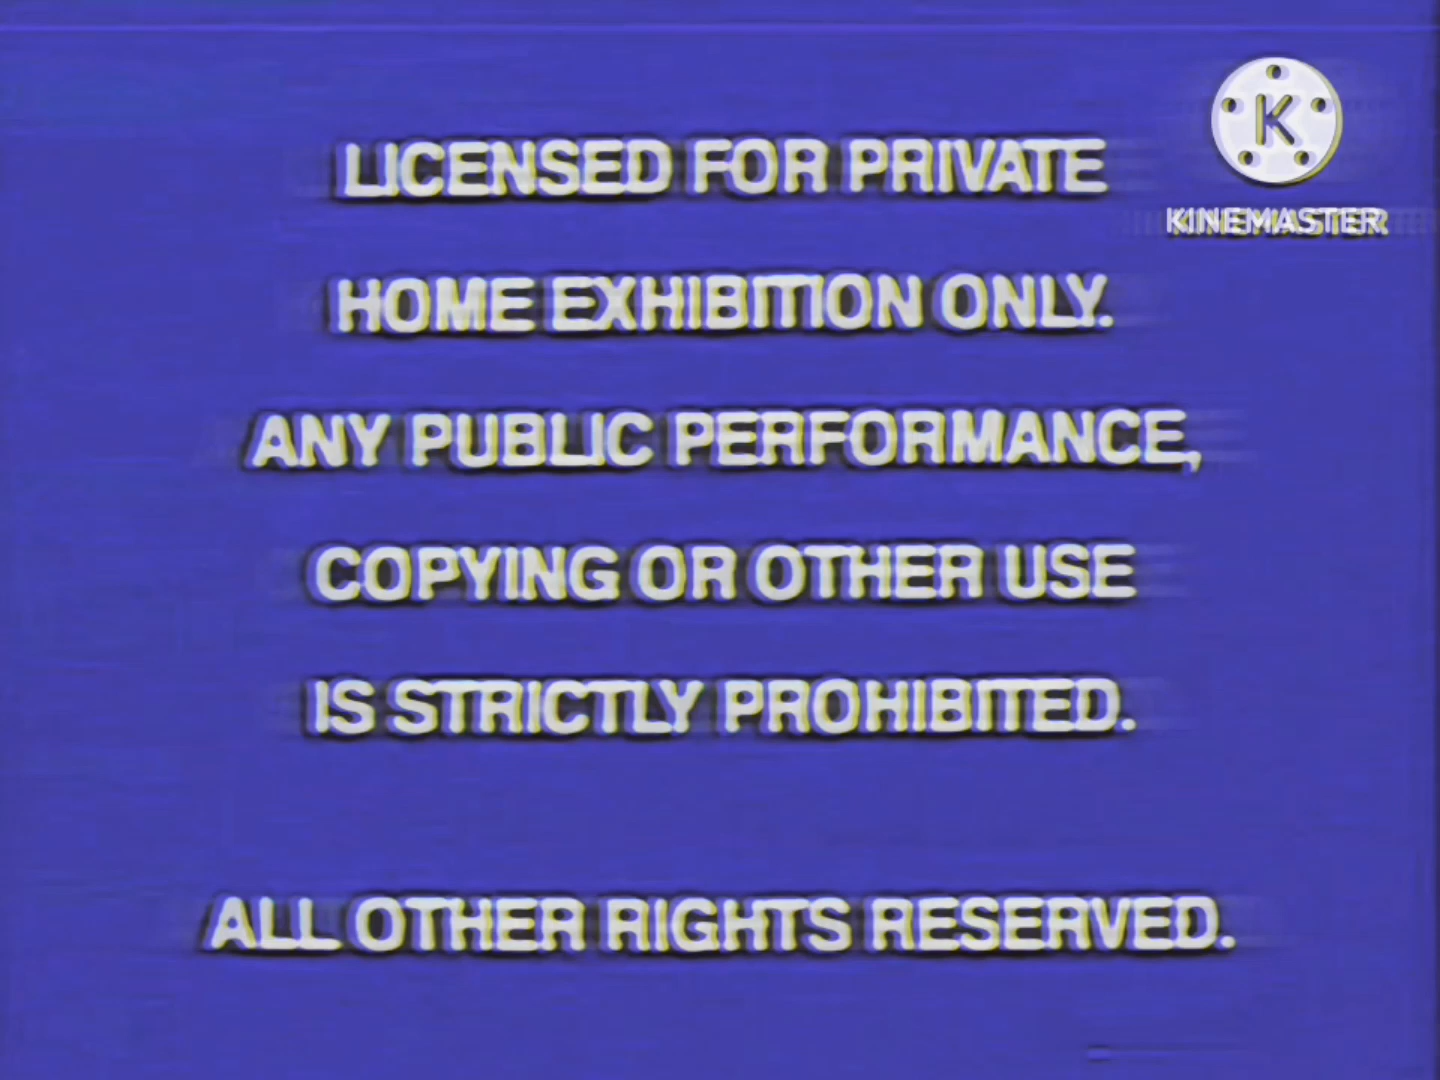 LICENSED FOR PRIVATE
HOME EXHIBITION ONLY.
ANY PUBLIC PERFORMANCE,
COPYING OR OTHER USE
IS STRICTLY PROHIBITED.
ALL OTHER RIGHTS RESERVED.
K
KINEMASTER